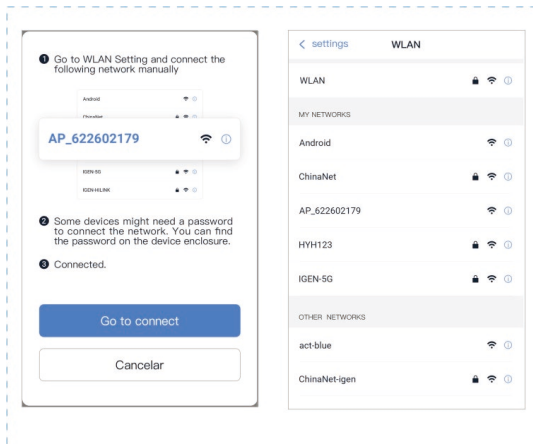 1 Go to WLAN Setting and connect the
following network manually
Android
ChinaNet
AP_622602179
IGEN-5G
IGEN-HILINK
2 Some devices might need a password
to connect the network. You can find
the password on the device enclosure.
3 Connected.
Go to connect
Cancelar
settings WLAN
WLAN
MY NETWORKS
Android
ChinaNet
AP_622602179
HYH123
IGEN-5G
OTHER NETWORKS
act-blue
ChinaNet-igen